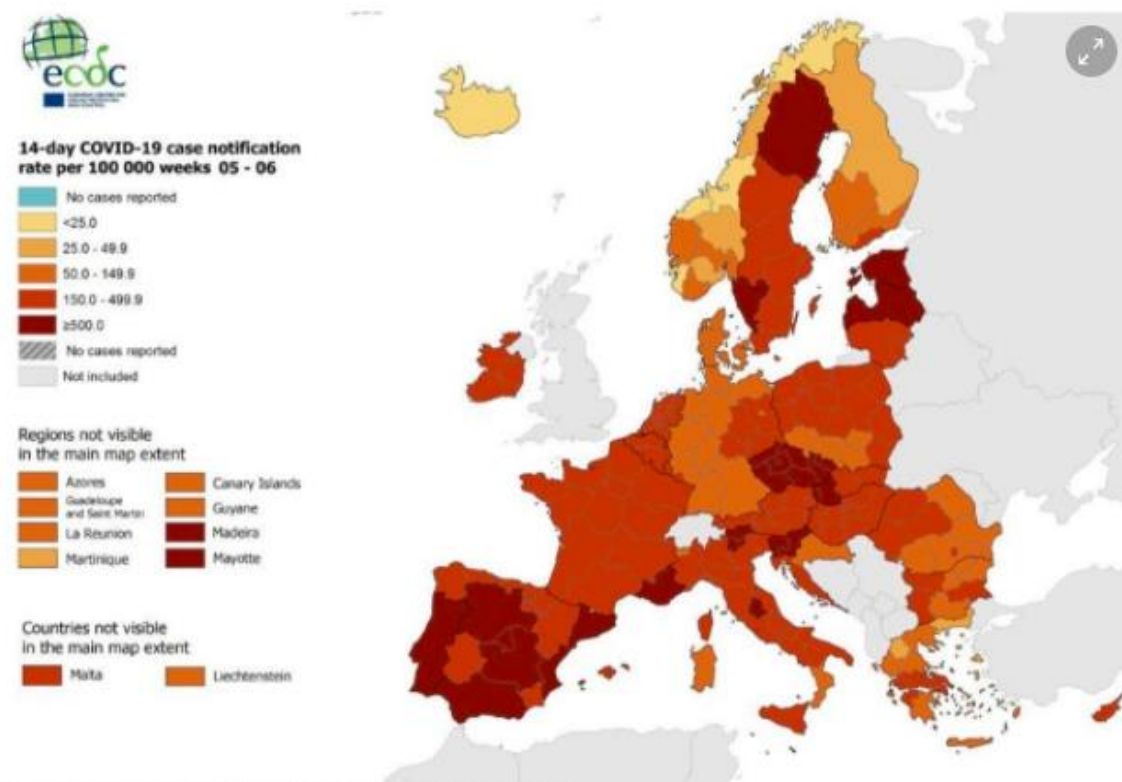 ecdc
14-day COVID-19 case notification
rate per 100 000 weeks 05 - 06
No cases reported
<25.0
25.0 - 49.9
50.0 - 149.9
150.0 - 499.9
≥500.0
No cases reported
Not included
Regions not visible
in the main map extent
Azores
Canary Islands
Guadeloupe
and Saint Martin
Guyane
La Reunion
Madeira
Martinique
Mayotte
Countries not visible
in the main map extent
Malta
Liechtenstein